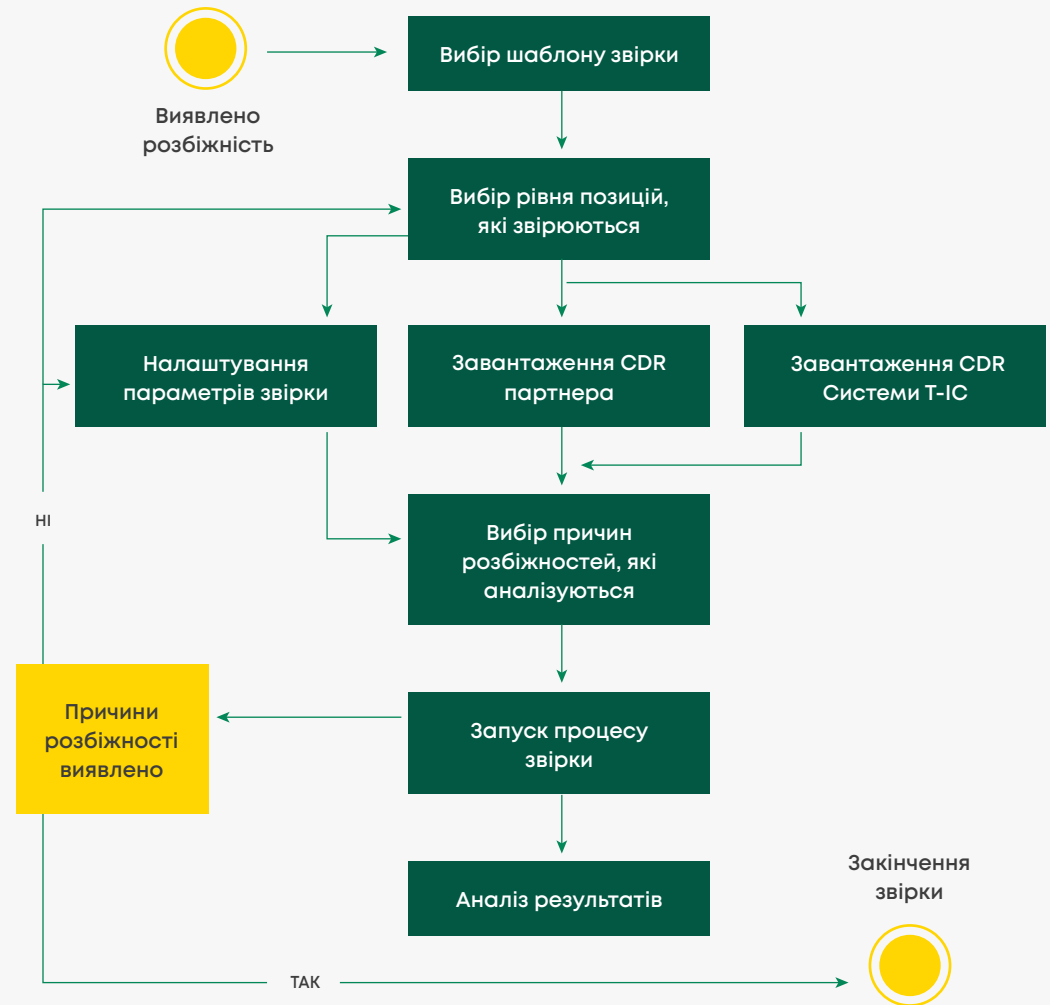 Вибір шаблону звірки
Виявлено
розбіжність
Вибір рівня позицій,
які звірюються
Налаштування
параметрів звірки
Завантаження CDR
партнера
Завантаження CDR
Системи T-IC
НІ
Вибір причин
розбіжностей, які
аналізуються
Причини
розбіжності
виявлено
Запуск процесу
звірки
Аналіз результатів
Закінчення
звірки
ТАК